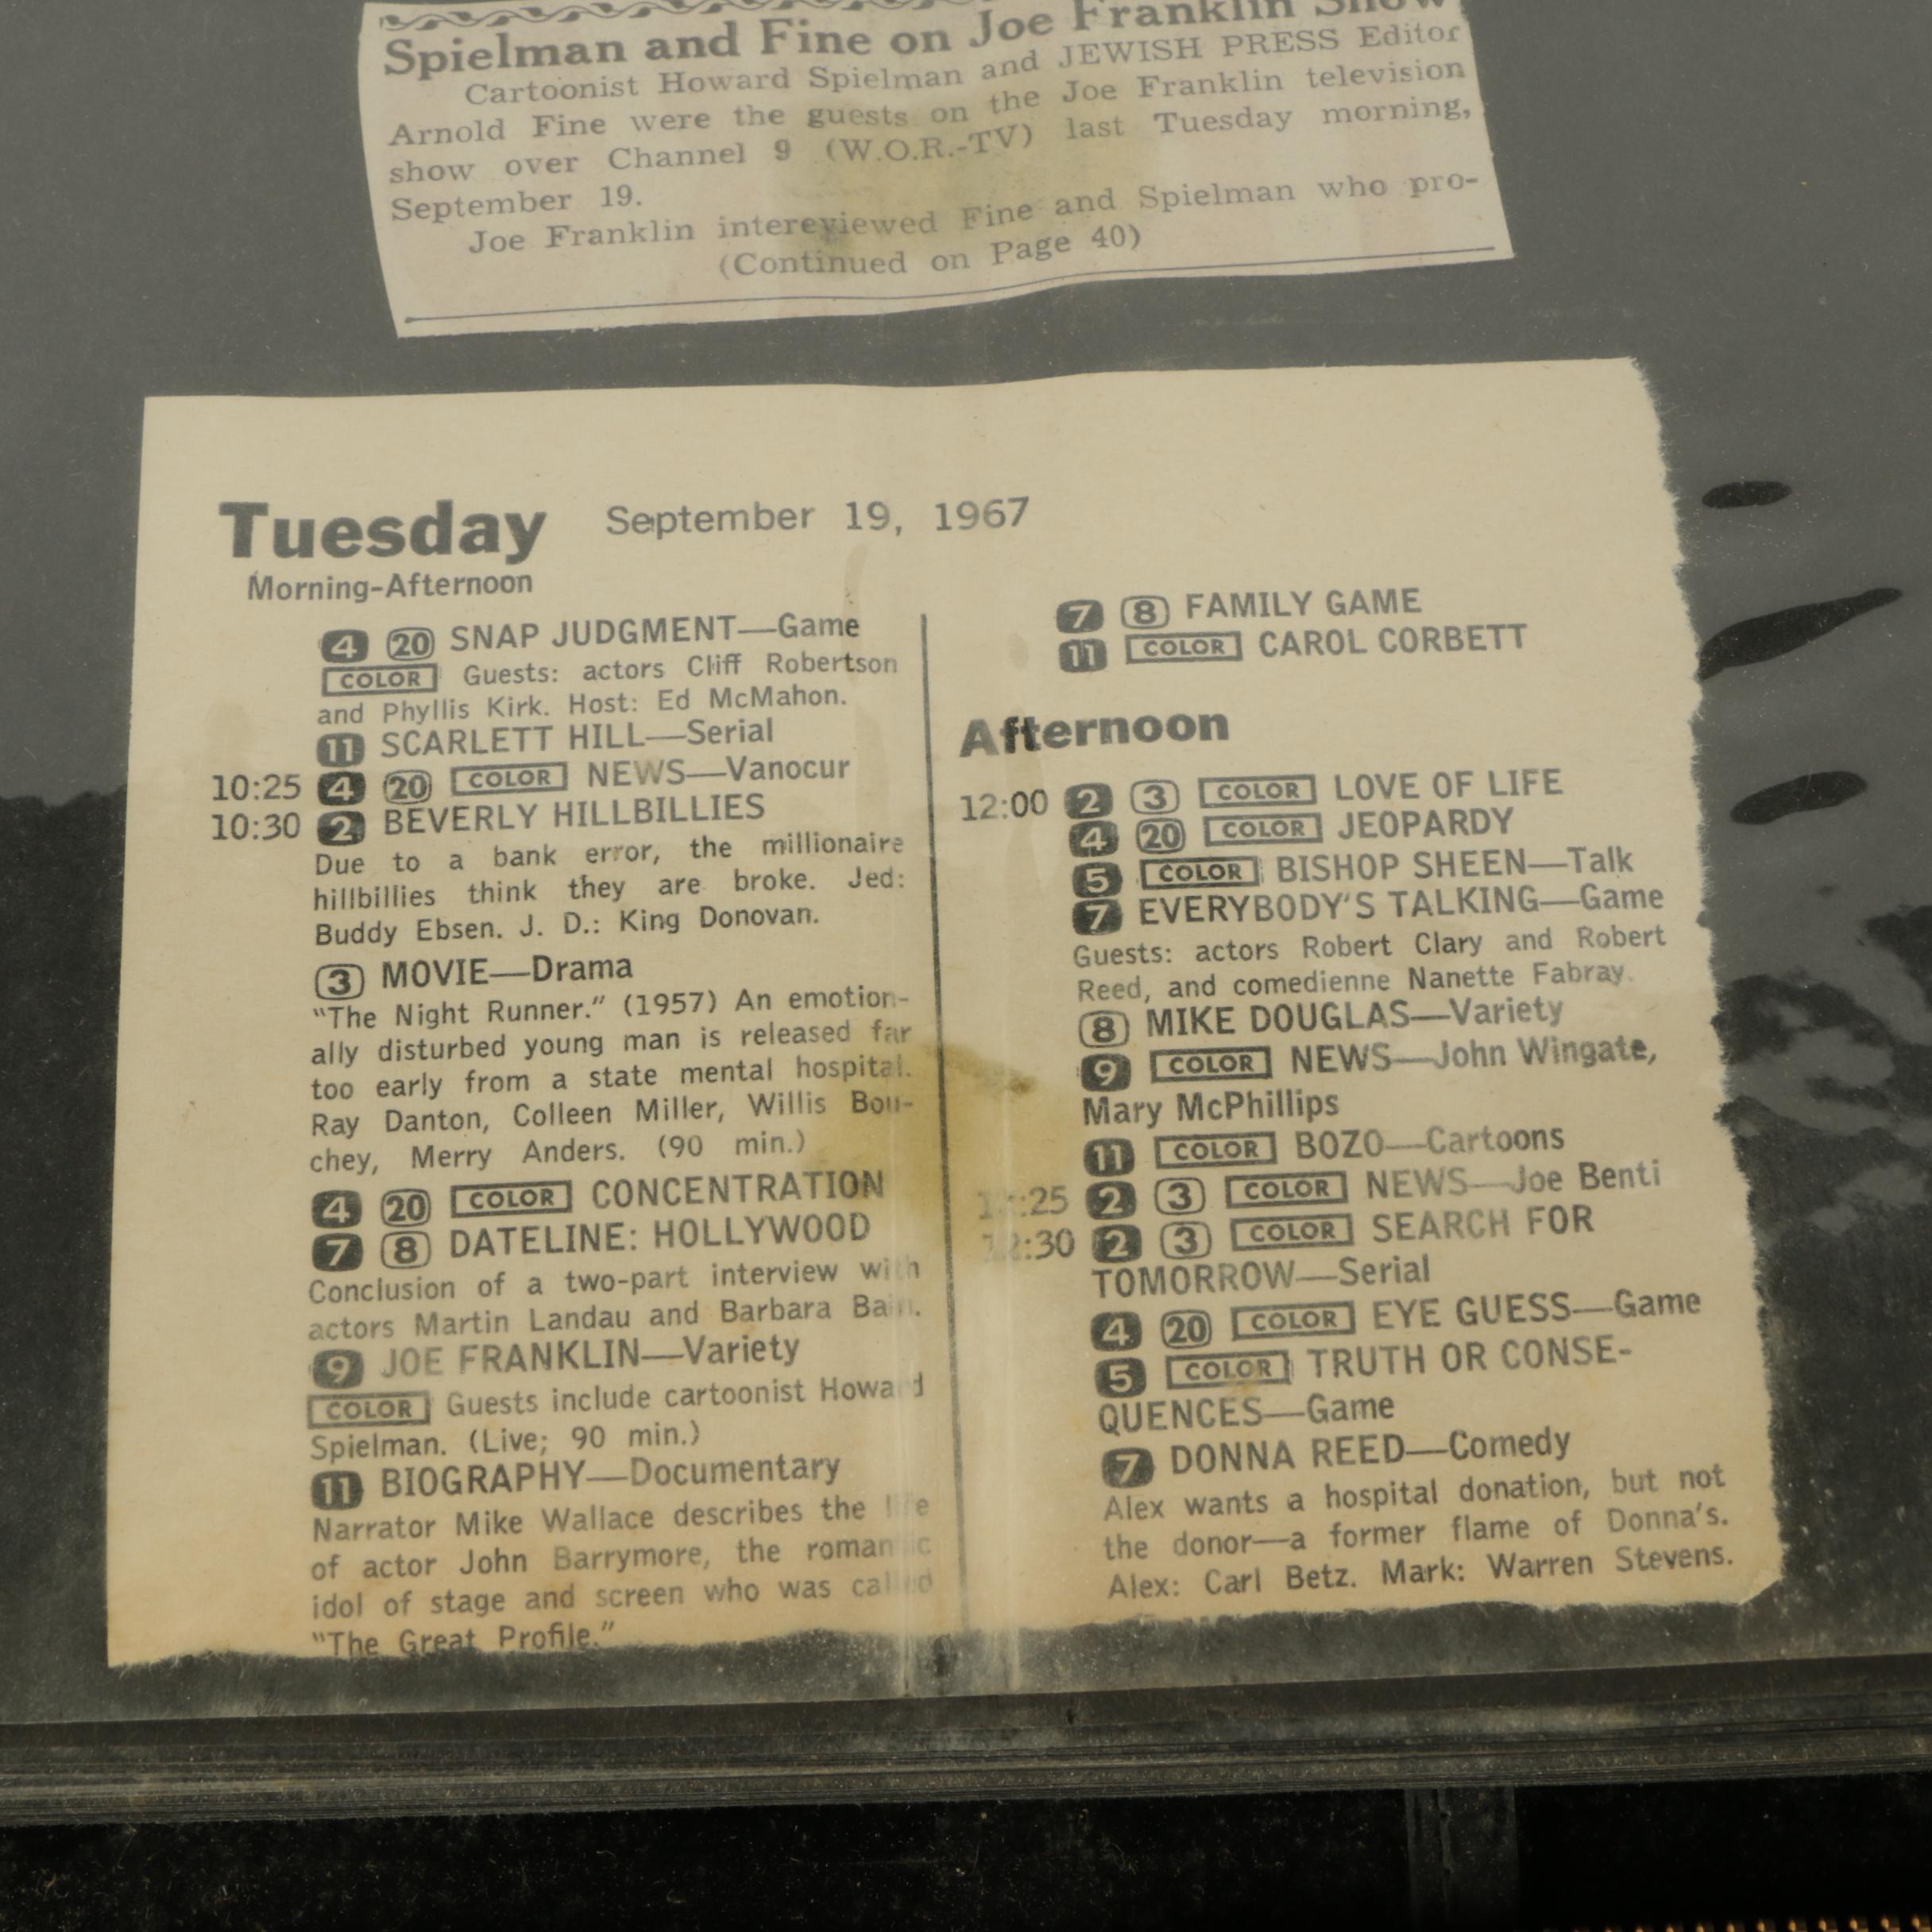 Spielman and Fine on Joe Franklin Show
Cartoonist Howard Spielman and JEWISH PRESS Editor
Arnold Fine were the guests on the Joe Franklin television
show over Channel 9 (W.O.R.-TV) last Tuesday morning,
September 19.
Joe Franklin intereviewed Fine and Spielman who pro-
(Continued on Page 40)
Tuesday September 19, 1967
Morning-Afternoon
4 20 SNAP JUDGMENT—Game
COLOR Guests: actors Cliff Robertson
and Phyllis Kirk. Host: Ed McMahon.
11 SCARLETT HILL—Serial
10:25 4 20 COLOR NEWS—Vanocur
10:30 2 BEVERLY HILLBILLIES
Due to a bank error, the millionaire
hillbillies think they are broke. Jed:
Buddy Ebsen. J. D.: King Donovan.
3 MOVIE—Drama
"The Night Runner." (1957) An emotion-
ally disturbed young man is released far
too early from a state mental hospital.
Ray Danton, Colleen Miller, Willis Bou-
chey, Merry Anders. (90 min.)
4 20 COLOR CONCENTRATION
7 8 DATELINE: HOLLYWOOD
Conclusion of a two-part interview with
actors Martin Landau and Barbara Bain.
9 JOE FRANKLIN—Variety
COLOR Guests include cartoonist Howard
Spielman. (Live; 90 min.)
11 BIOGRAPHY—Documentary
Narrator Mike Wallace describes the life
of actor John Barrymore, the romantic
idol of stage and screen who was called
"The Great Profile."
7 8 FAMILY GAME
11 COLOR CAROL CORBETT
Afternoon
12:00 2 3 COLOR LOVE OF LIFE
4 20 COLOR JEOPARDY
5 COLOR BISHOP SHEEN—Talk
7 EVERYBODY'S TALKING—Game
Guests: actors Robert Clary and Robert
Reed, and comedienne Nanette Fabray.
8 MIKE DOUGLAS—Variety
9 COLOR NEWS—John Wingate,
Mary McPhillips
11 COLOR BOZO—Cartoons
12:25 2 3 COLOR NEWS—Joe Benti
12:30 2 3 COLOR SEARCH FOR
TOMORROW—Serial
4 20 COLOR EYE GUESS—Game
5 COLOR TRUTH OR CONSE-
QUENCES—Game
7 DONNA REED—Comedy
Alex wants a hospital donation, but not
the donor—a former flame of Donna's.
Alex: Carl Betz. Mark: Warren Stevens.